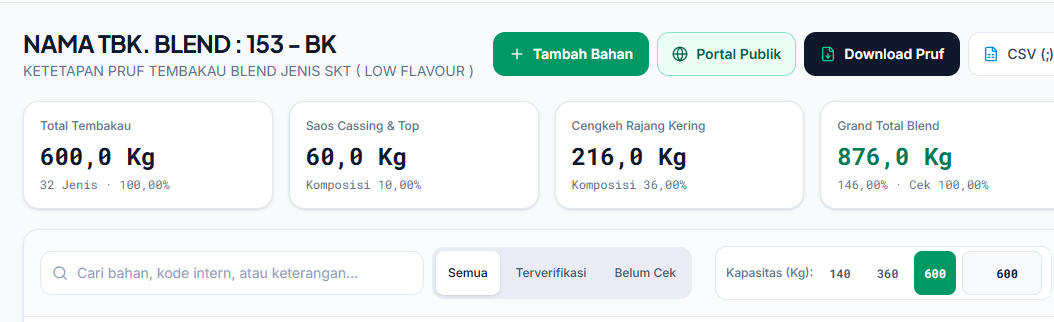 NAMA TBK. BLEND : 153 – BK
KETETAPAN PRUF TEMBAKAU BLEND JENIS SKT ( LOW FLAVOUR )
Tambah Bahan
Portal Publik
Download Pruf
CSV (;)
Total Tembakau
600,0 Kg
32 Jenis · 100,00%
Saos Cassing & Top
60,0 Kg
Komposisi 10,00%
Cengkeh Rajang Kering
216,0 Kg
Komposisi 36,00%
Grand Total Blend
876,0 Kg
146,00% · Cek 100,00%
Cari bahan, kode intern, atau keterangan...
Semua
Terverifikasi
Belum Cek
Kapasitas (Kg):
140
360
600
600